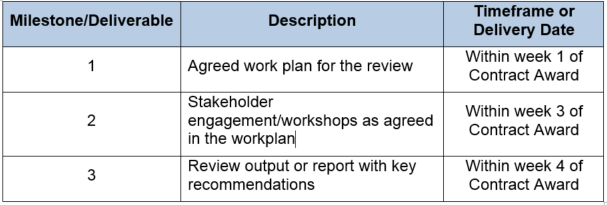 Milestone/Deliverable Description Timeframe or
Delivery Date
1 Agreed work plan for the review Within week 1 of
Contract Award
2 Stakeholder
engagement/workshops as agreed
in the workplan Within week 3 of
Contract Award
3 Review output or report with key
recommendations Within week 4 of
Contract Award